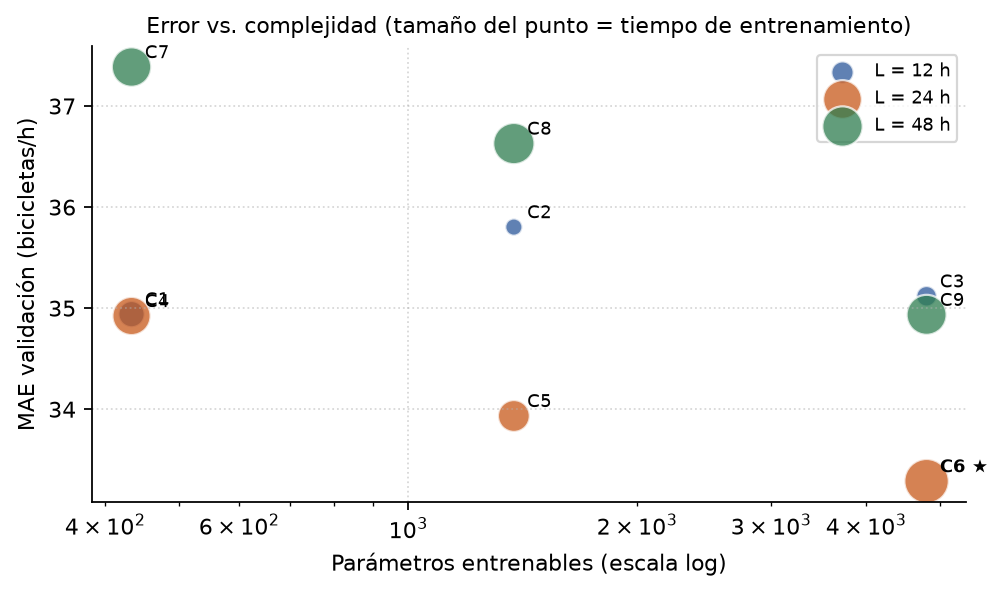 Error vs. complejidad (tamaño del punto = tiempo de entrenamiento)
C7
L = 12 h
L = 24 h
L = 48 h
C8
C2
C3
C9
C1
C4
C5
C6 ★
37
36
35
34
MAE validación (bicicletas/h)
4 × 10² 6 × 10² 10³ 2 × 10³ 3 × 10³ 4 × 10³
Parámetros entrenables (escala log)